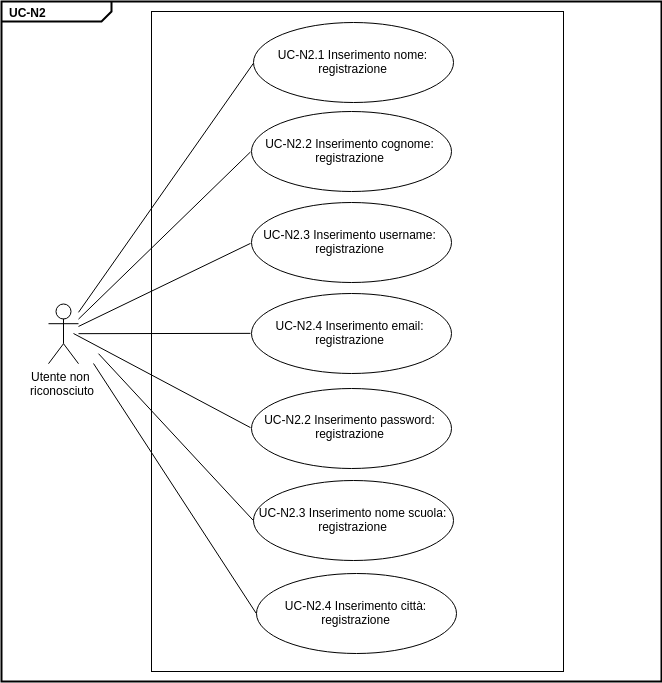 UC-N2
UC-N2.1 Inserimento nome:
registrazione
UC-N2.2 Inserimento cognome:
registrazione
UC-N2.3 Inserimento username:
registrazione
UC-N2.4 Inserimento email:
registrazione
Utente non
riconosciuto
UC-N2.2 Inserimento password:
registrazione
UC-N2.3 Inserimento nome scuola:
registrazione
UC-N2.4 Inserimento città:
registrazione